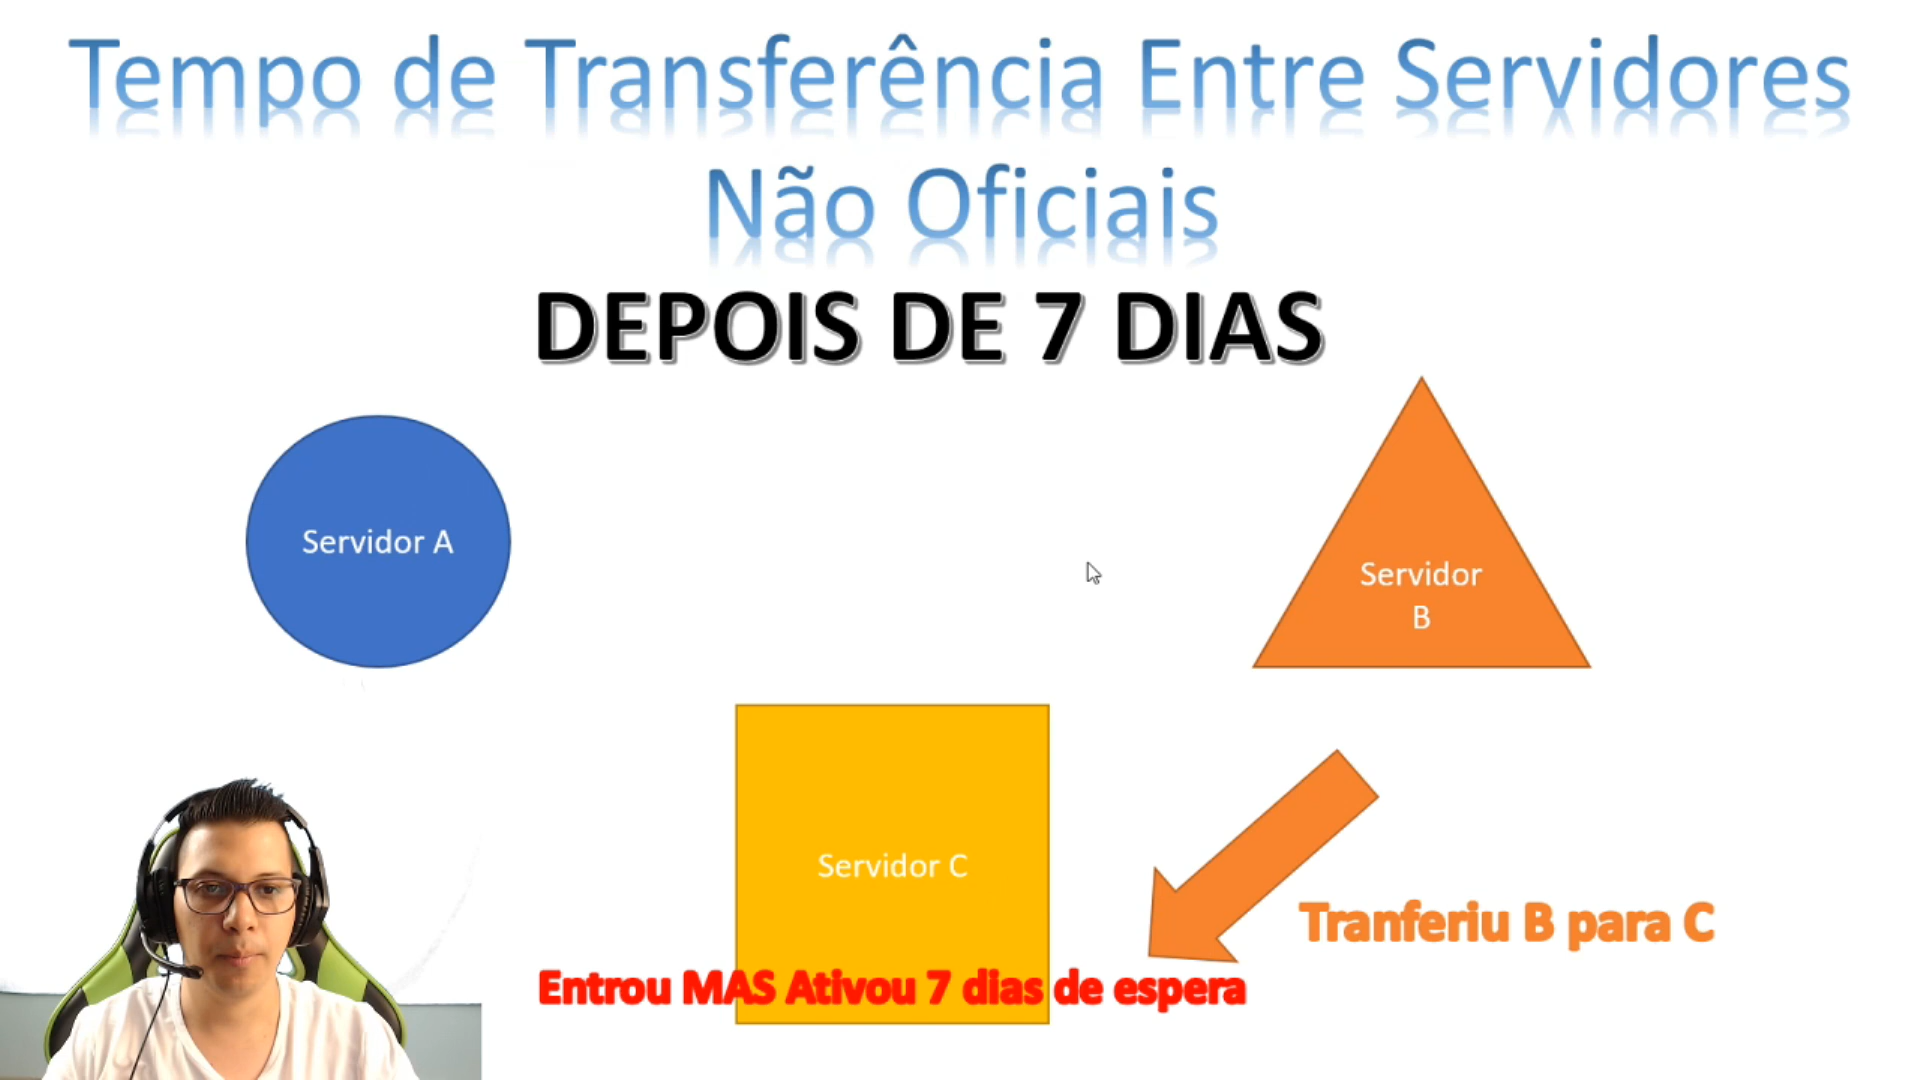 Tempo de Transferência Entre Servidores
Não Oficiais
DEPOIS DE 7 DIAS
Servidor A
Servidor
B
Servidor C
Tranferiu B para C
Entrou MAS Ativou 7 dias de espera